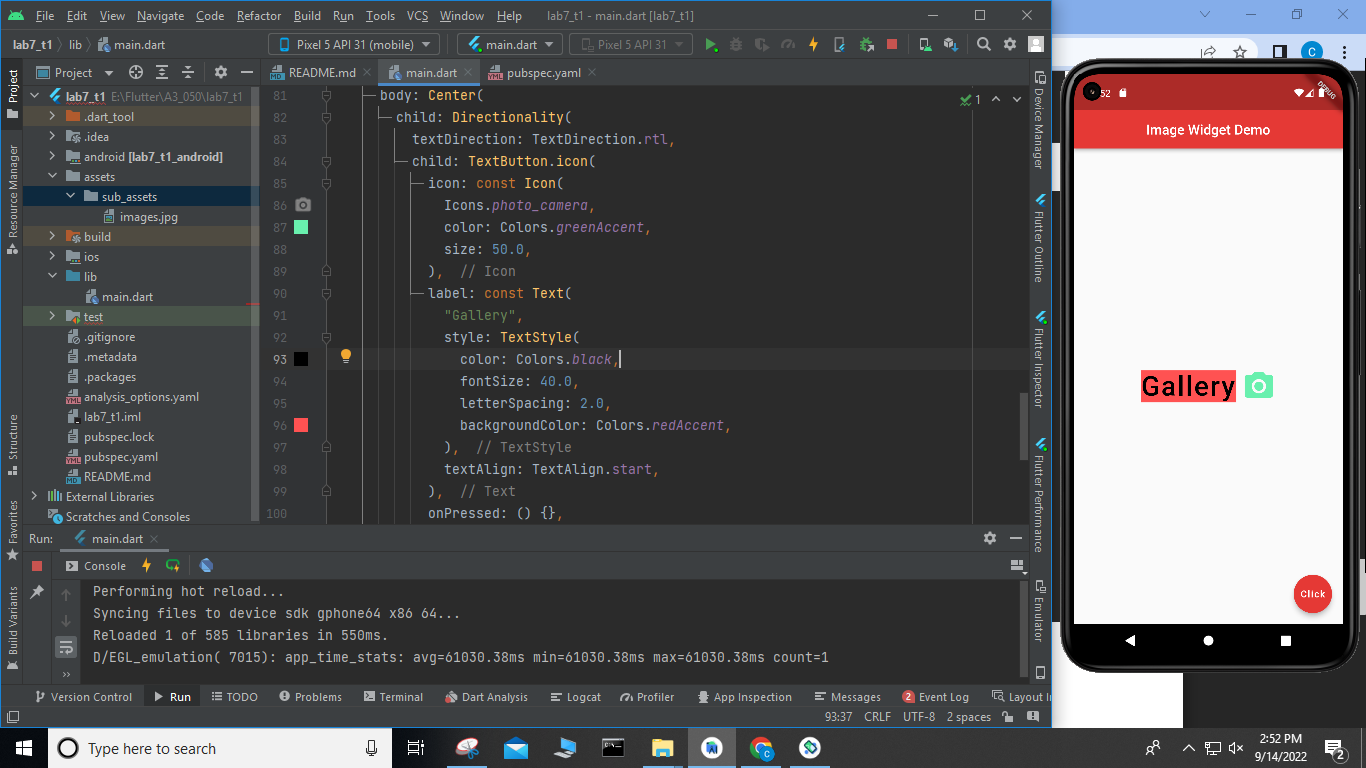 File Edit View Navigate Code Refactor Build Run Tools VCS Window Help lab7_t1 - main.dart [lab7_t1]
lab7_t1 lib main.dart Pixel 5 API 31 (mobile) main.dart Pixel 5 API 31
Project
README.md main.dart pubspec.yaml
lab7_t1 E:\Flutter\A3_050\lab7_t1
.dart_tool
.idea
android [lab7_t1_android]
assets
sub_assets
images.jpg
build
ios
lib
main.dart
test
.gitignore
.metadata
.packages
analysis_options.yaml
lab7_t1.iml
pubspec.lock
pubspec.yaml
README.md
External Libraries
Scratches and Consoles
Project
Resource Manager
Structure
Favorites
Build Variants
1
81 body: Center(
82 child: Directionality(
83 textDirection: TextDirection.rtl,
84 child: TextButton.icon(
85 icon: const Icon(
86 Icons.photo_camera,
87 color: Colors.greenAccent,
88 size: 50.0,
89 ), // Icon
90 label: const Text(
91 "Gallery",
92 style: TextStyle(
93 color: Colors.black,
94 fontSize: 40.0,
95 letterSpacing: 2.0,
96 backgroundColor: Colors.redAccent,
97 ), // TextStyle
98 textAlign: TextAlign.start,
99 ), // Text
100 onPressed: () {},
Device Manager
Flutter Outline
Flutter Inspector
Flutter Performance
Emulator
Run: main.dart
Console
Performing hot reload...
Syncing files to device sdk gphone64 x86 64...
Reloaded 1 of 585 libraries in 550ms.
D/EGL_emulation( 7015): app_time_stats: avg=61030.38ms min=61030.38ms max=61030.38ms count=1
Version Control Run TODO Problems Terminal Dart Analysis Logcat Profiler App Inspection Messages 2 Event Log Layout In
93:37 CRLF UTF-8 2 spaces
C
52
DEBUG
Image Widget Demo
Gallery
Click
Type here to search
2:52 PM
9/14/2022
2